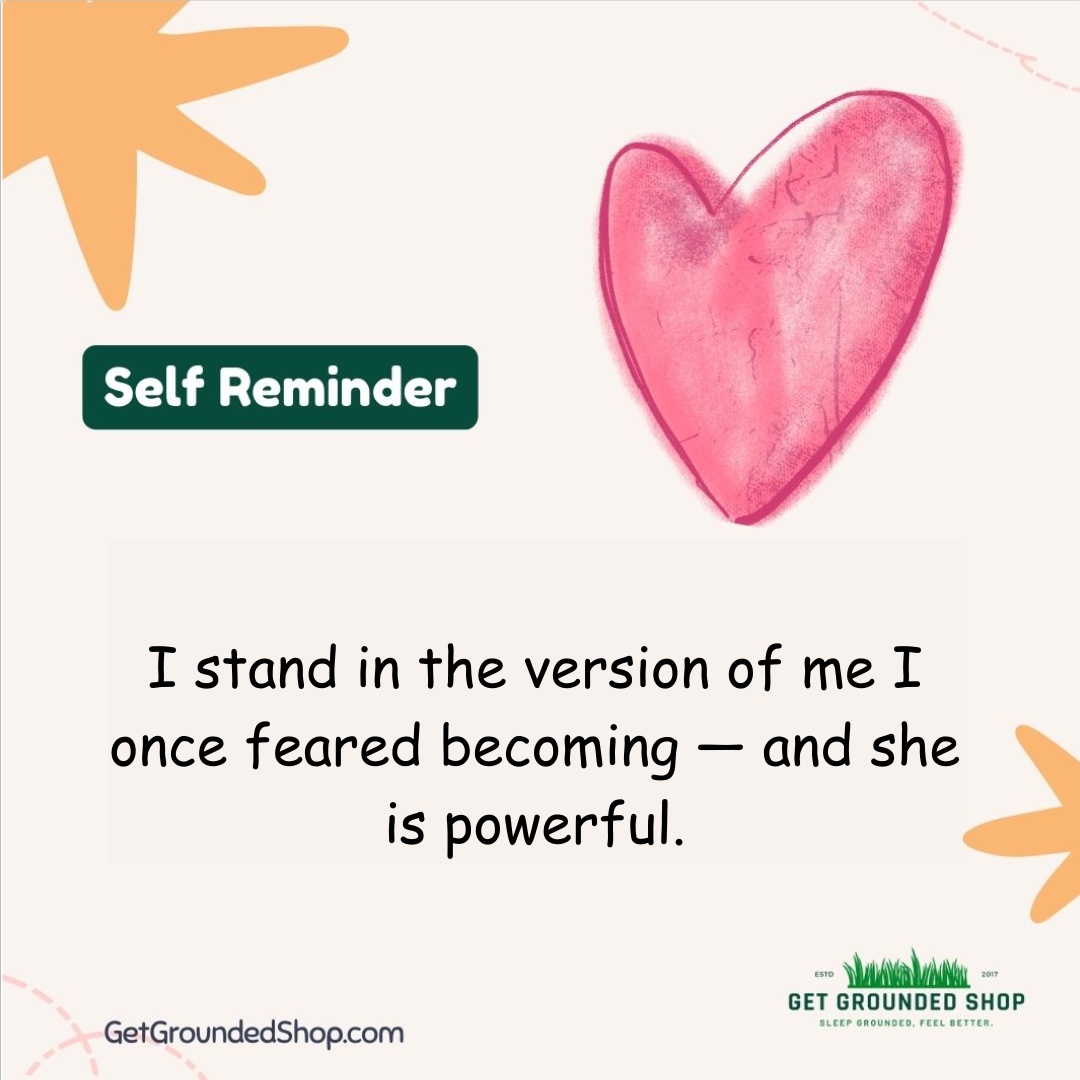 Self Reminder
I stand in the version of me I
once feared becoming — and she
is powerful.
ESTD 2017
GET GROUNDED SHOP
SLEEP GROUNDED, FEEL BETTER.
GetGroundedShop.com